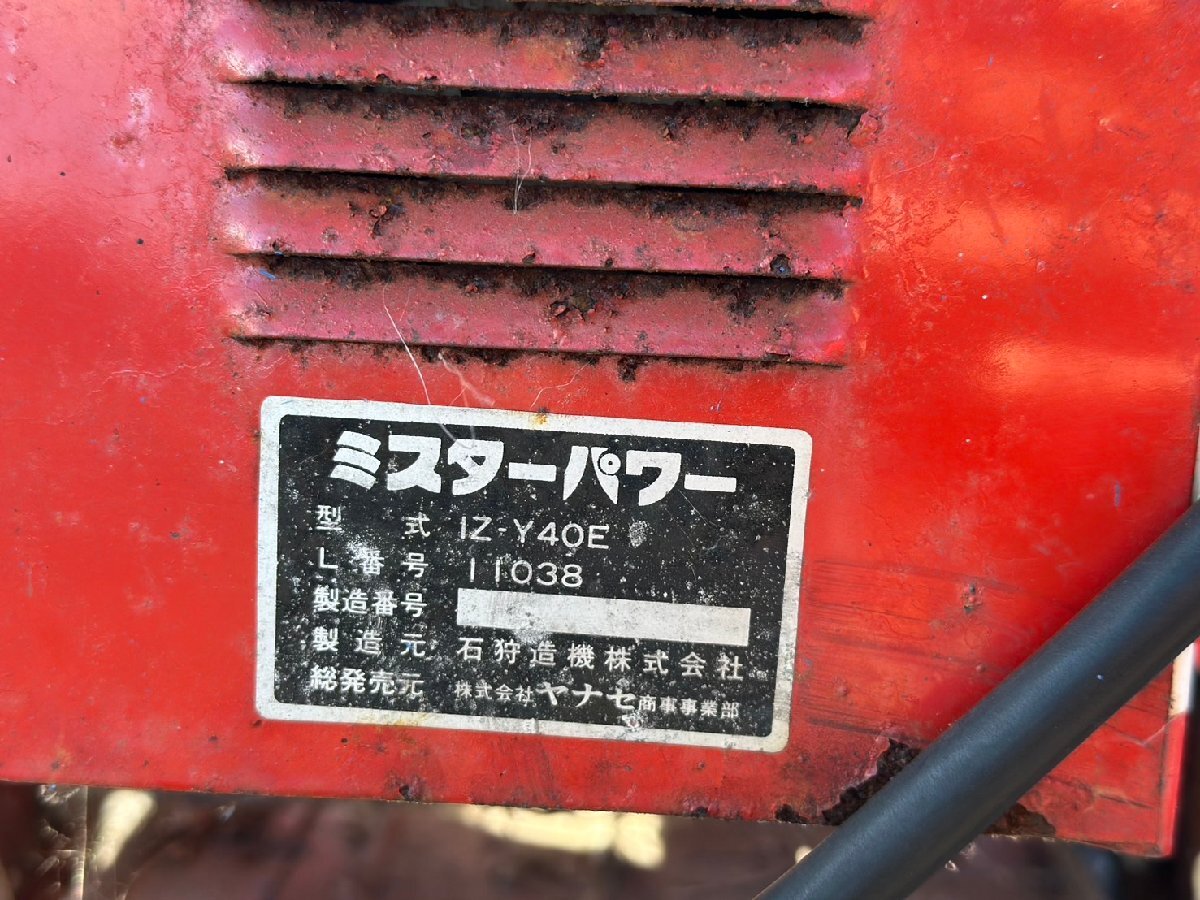 ミスターパワー
型式 IZ-Y40E
L番号 11038
製造番号
製造元 石狩造機株式会社
総発売元 株式会社ヤナセ商事事業部